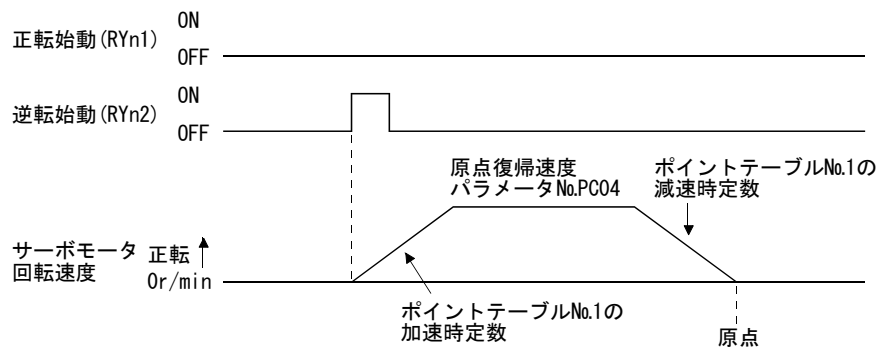 ON
正転始動(RYn1)
OFF
ON
逆転始動(RYn2)
OFF
原点復帰速度
パラメータNo.PC04
ポイントテーブルNo.1の
減速時定数
サーボモータ
回転速度
正転
0r/min
ポイントテーブルNo.1の
加速時定数
原点